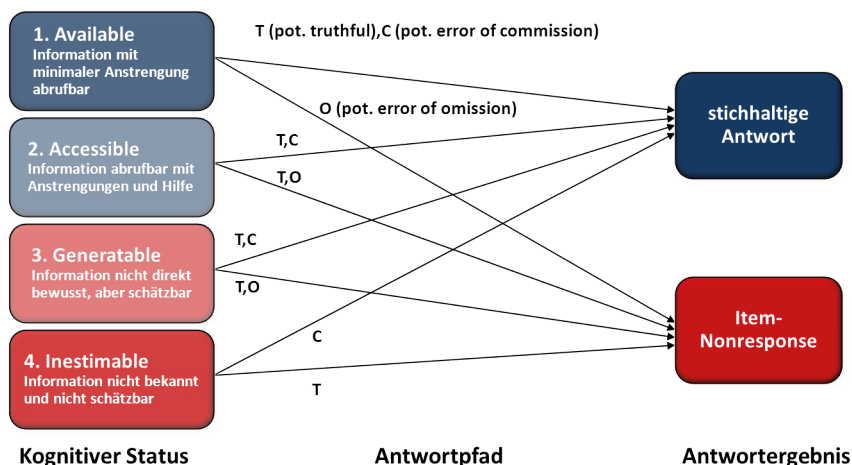 1. Available
Information mit
minimaler Anstrengung
abrufbar
T (pot. truthful),C (pot. error of commission)
O (pot. error of omission)
stichhaltige
Antwort
2. Accessible
Information abrufbar mit
Anstrengungen und Hilfe
T,C
T,O
3. Generatable
Information nicht direkt
bewusst, aber schätzbar
T,C
T,O
Item-
Nonresponse
4. Inestimable
Information nicht bekannt
und nicht schätzbar
C
T
Kognitiver Status
Antwortpfad
Antwortergebnis